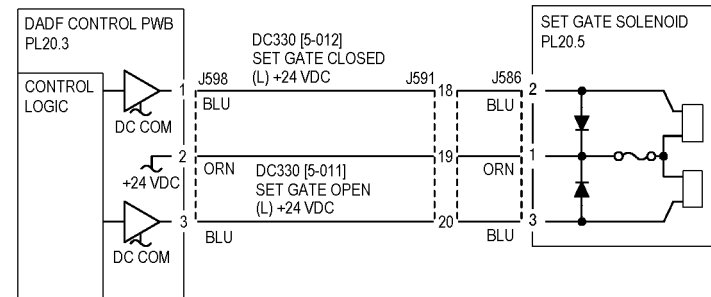 DADF CONTROL PWB
PL20.3
CONTROL
LOGIC
DC COM
+24 VDC
DC COM
1
2
3
J598
BLU
ORN
BLU
DC330 [5-012]
SET GATE CLOSED
(L) +24 VDC
DC330 [5-011]
SET GATE OPEN
(L) +24 VDC
J591
18
19
20
J586
BLU
ORN
BLU
2
1
3
SET GATE SOLENOID
PL20.5